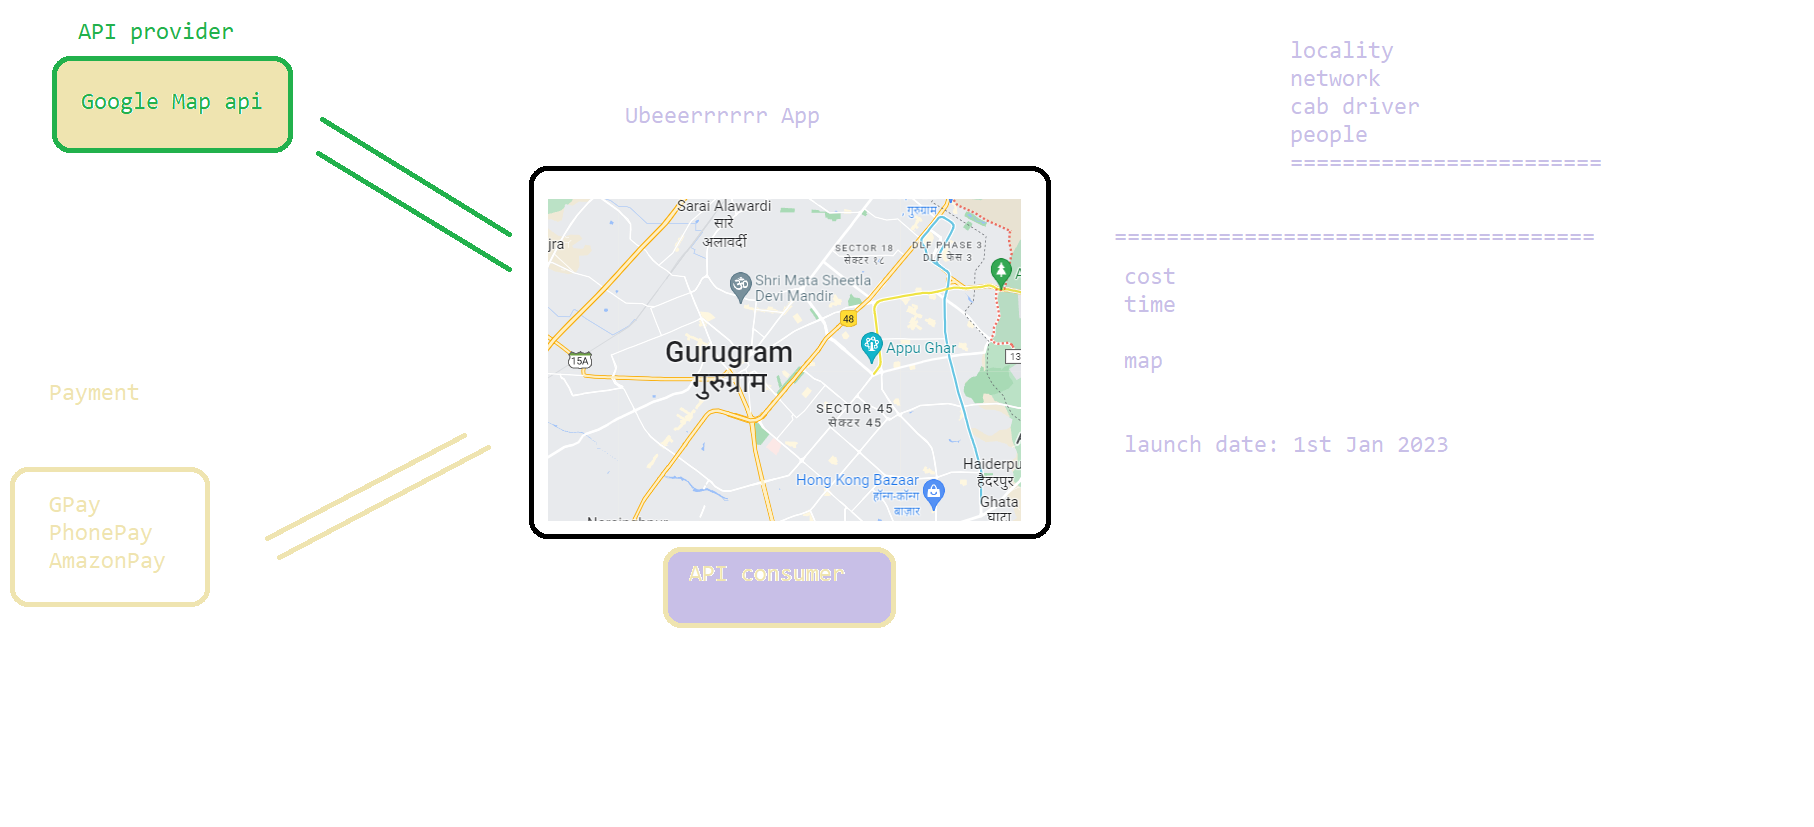 API provider
Google Map api
Ubeeerrrrrr App
locality
network
cab driver
people
========================
=====================================
cost
time
map
launch date: 1st Jan 2023
Payment
GPay
PhonePay
AmazonPay
Sarai Alawardi
सारे
अलावर्दी
गुरुग्राम
jra
SECTOR 18
सेक्टर १८
DLF PHASE 3
DLF फेस 3
Shri Mata Sheetla
Devi Mandir
A
48
15A
Appu Ghar
13
Gurugram
गुरुग्राम
SECTOR 45
सेक्टर 45
Haiderpu
हैदरपुर
Hong Kong Bazaar
हॉन्ग-कॉन्ग
बाज़ार
Ghata
घाटा
API consumer